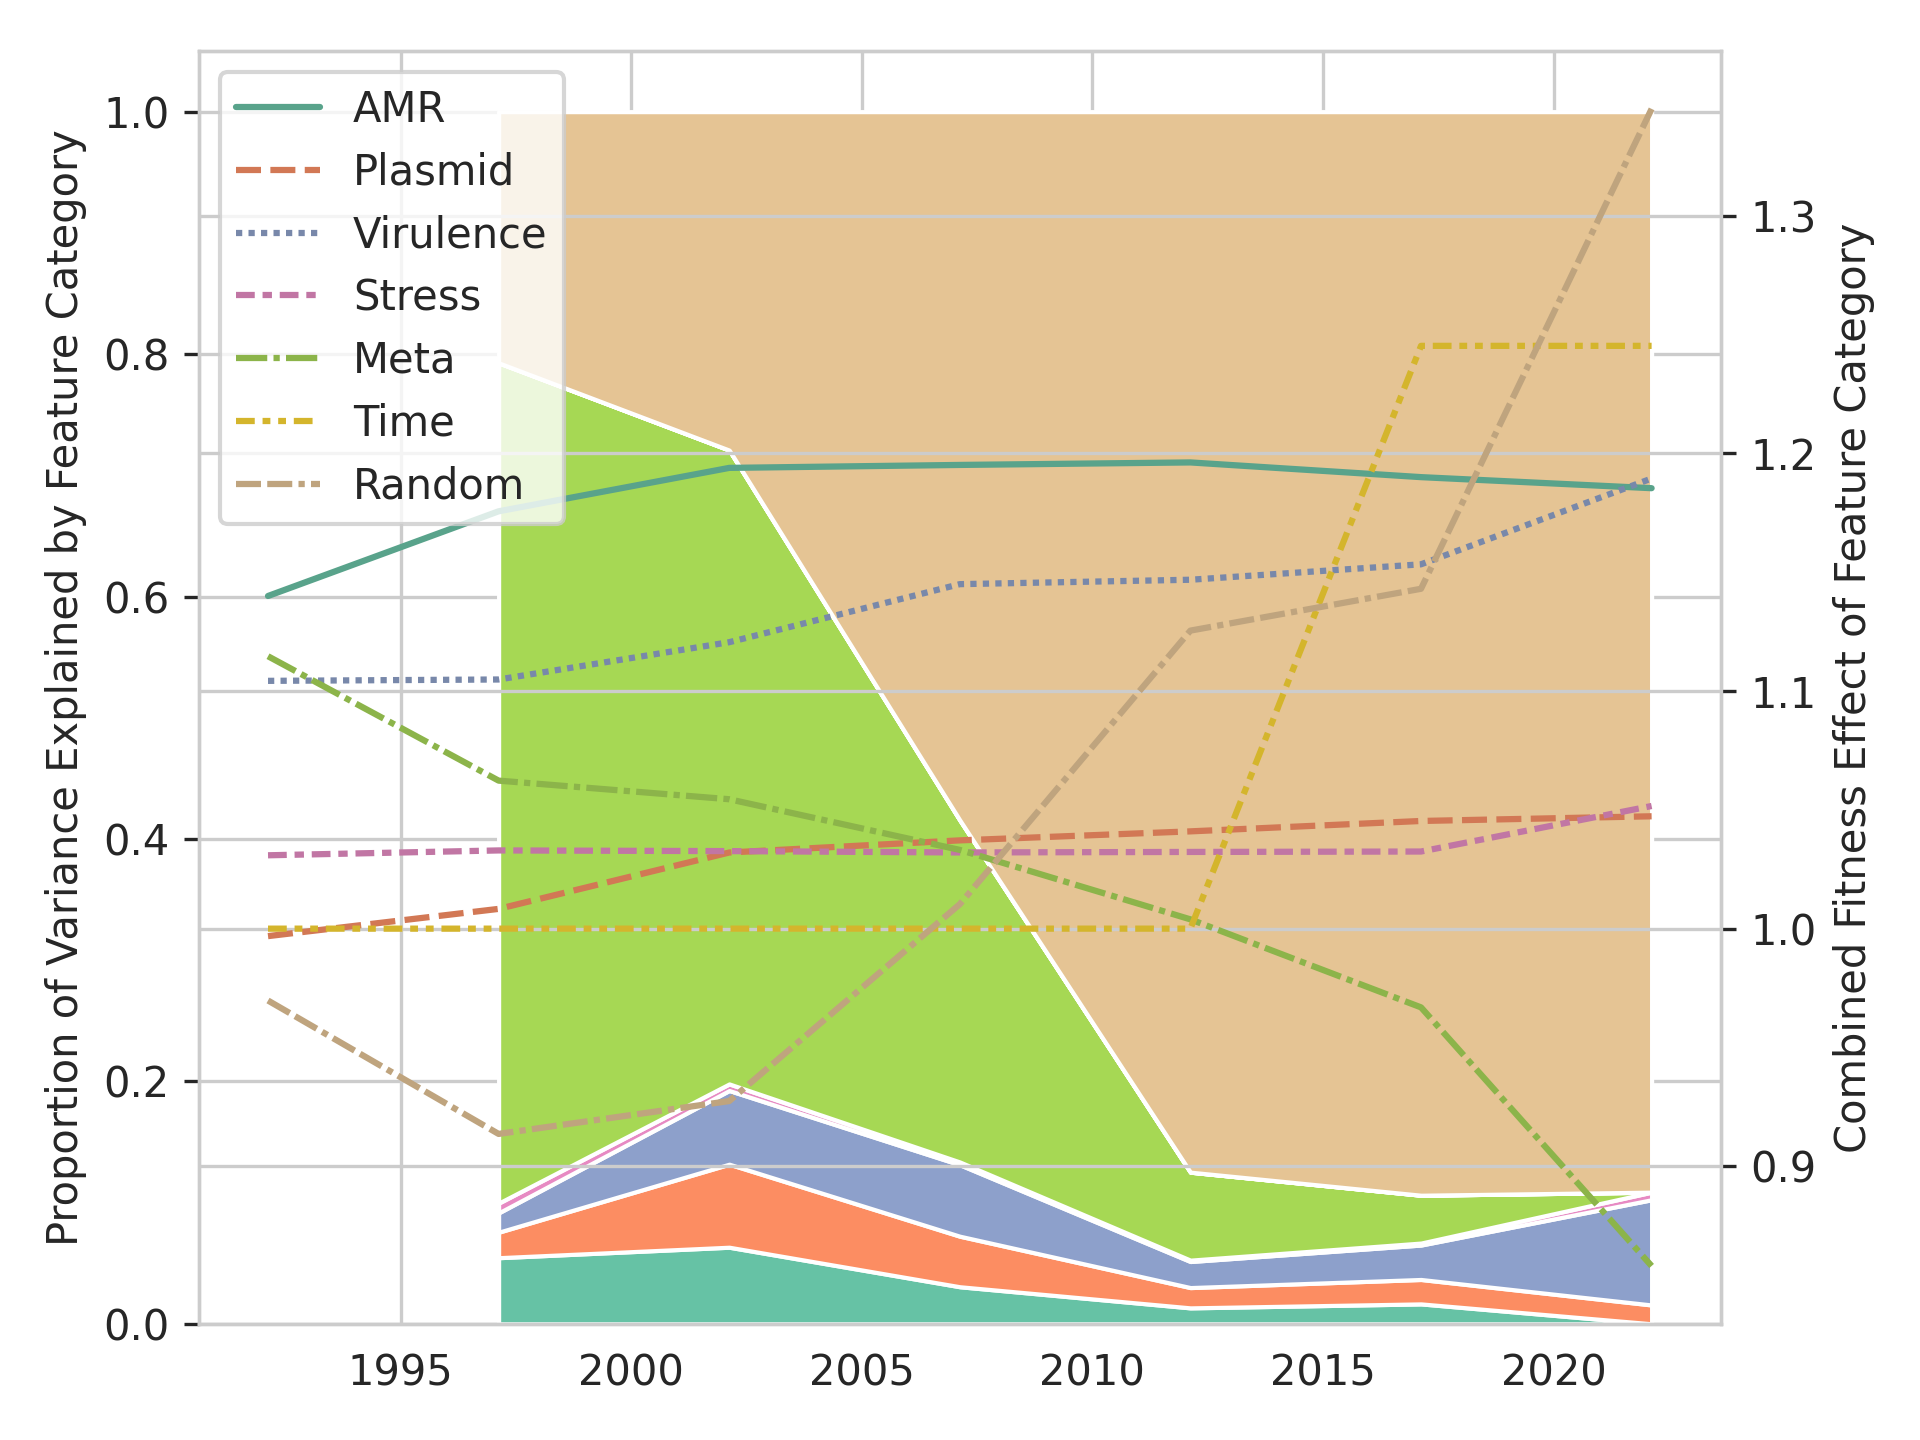 Proportion of Variance Explained by Feature Category
1.0
0.8
0.6
0.4
0.2
0.0
AMR
Plasmid
Virulence
Stress
Meta
Time
Random
1995
2000
2005
2010
2015
2020
1.3
1.2
1.1
1.0
0.9
Combined Fitness Effect of Feature Category